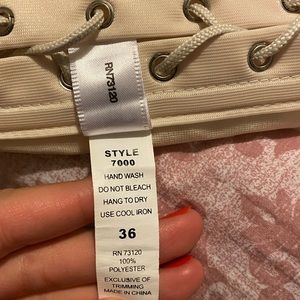 RN73120
STYLE
7000
HAND WASH
DO NOT BLEACH
HANG TO DRY
USE COOL IRON
36
RN 73120
100%
POLYESTER
EXCLUSIVE OF
TRIMMING
MADE IN CHINA